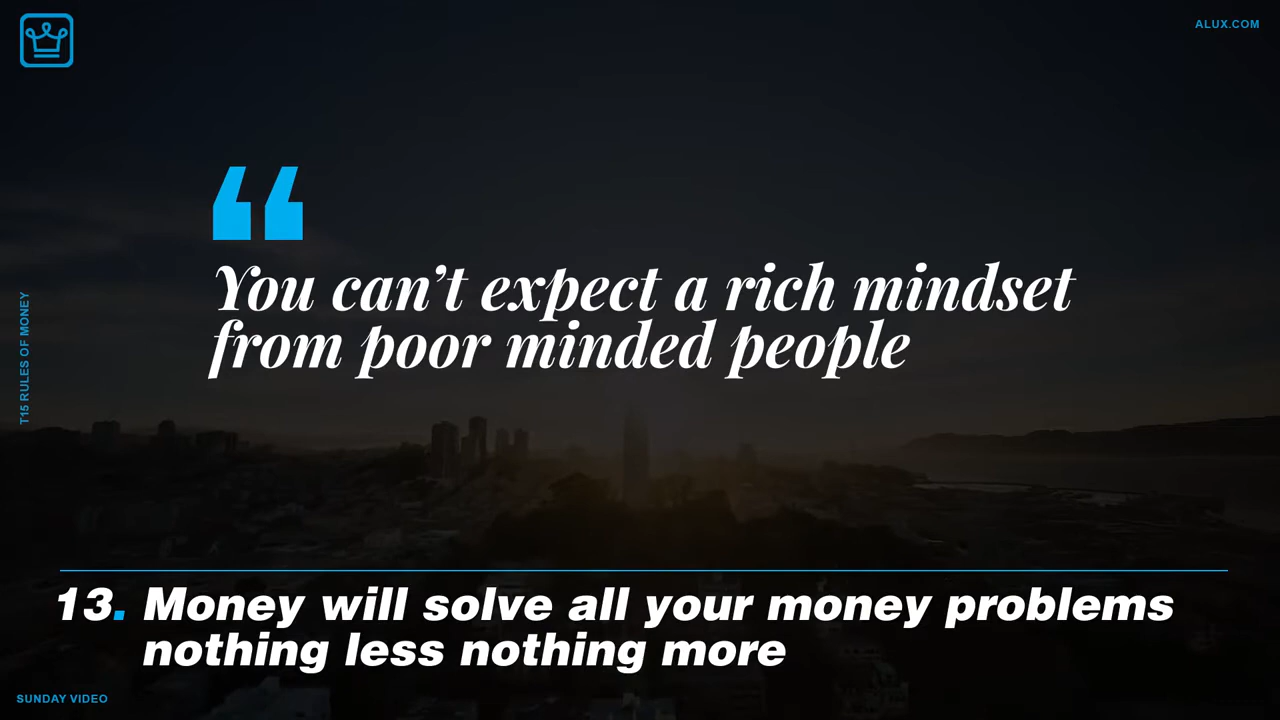 ALUX.COM
“
You can’t expect a rich mindset
from poor minded people
T15 RULES OF MONEY
13. Money will solve all your money problems
nothing less nothing more
SUNDAY VIDEO